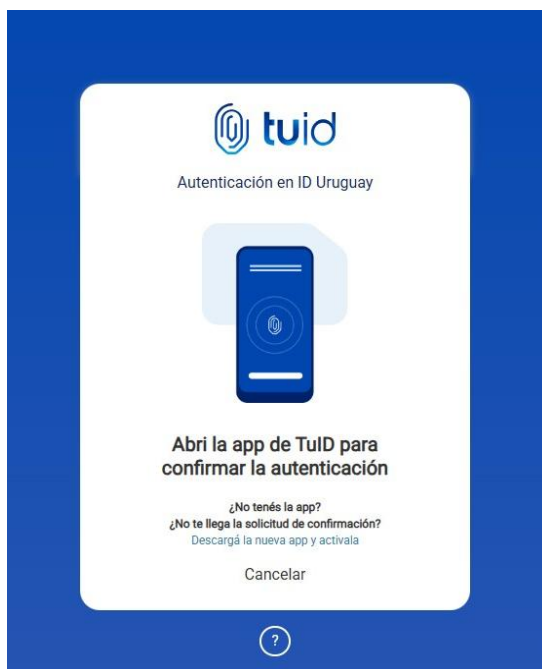 tuid
Autenticación en ID Uruguay
Abri la app de TuID para
confirmar la autenticación
¿No tenés la app?
¿No te llega la solicitud de confirmación?
Descargá la nueva app y activala
Cancelar
?